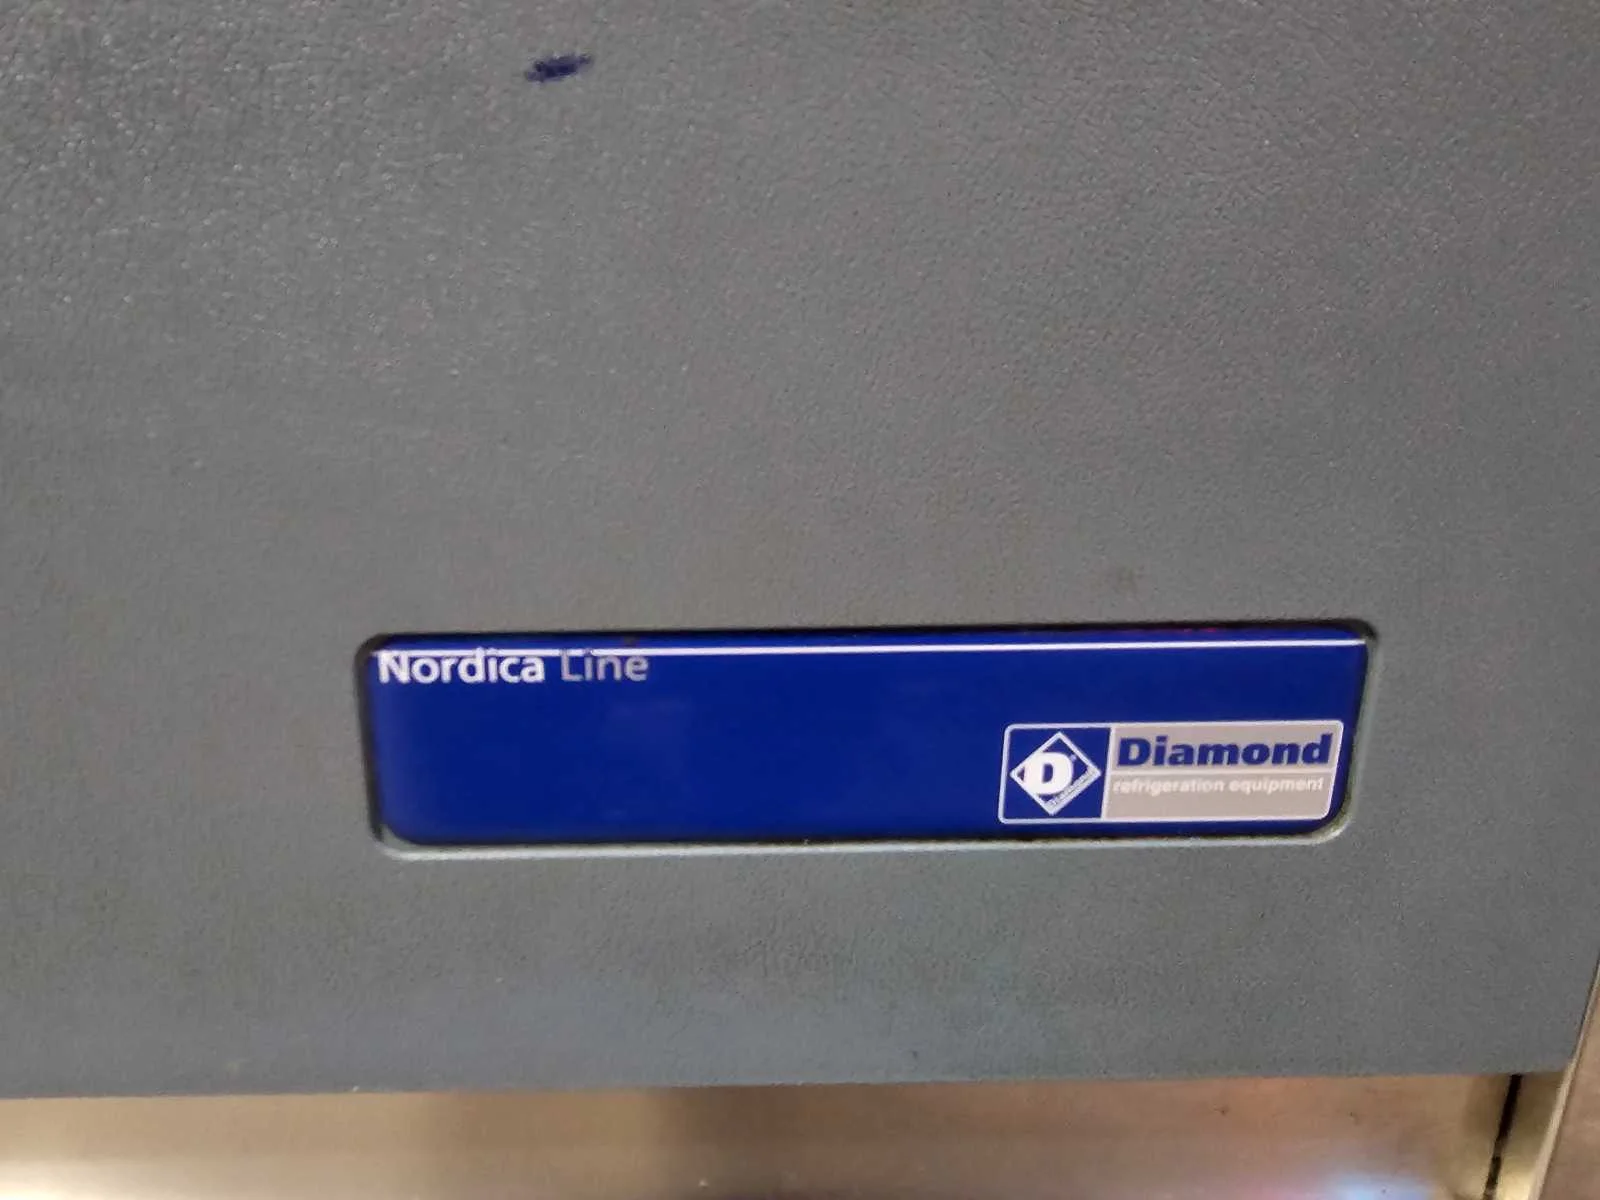 Nordica Line
D
Diamond
refrigeration equipment